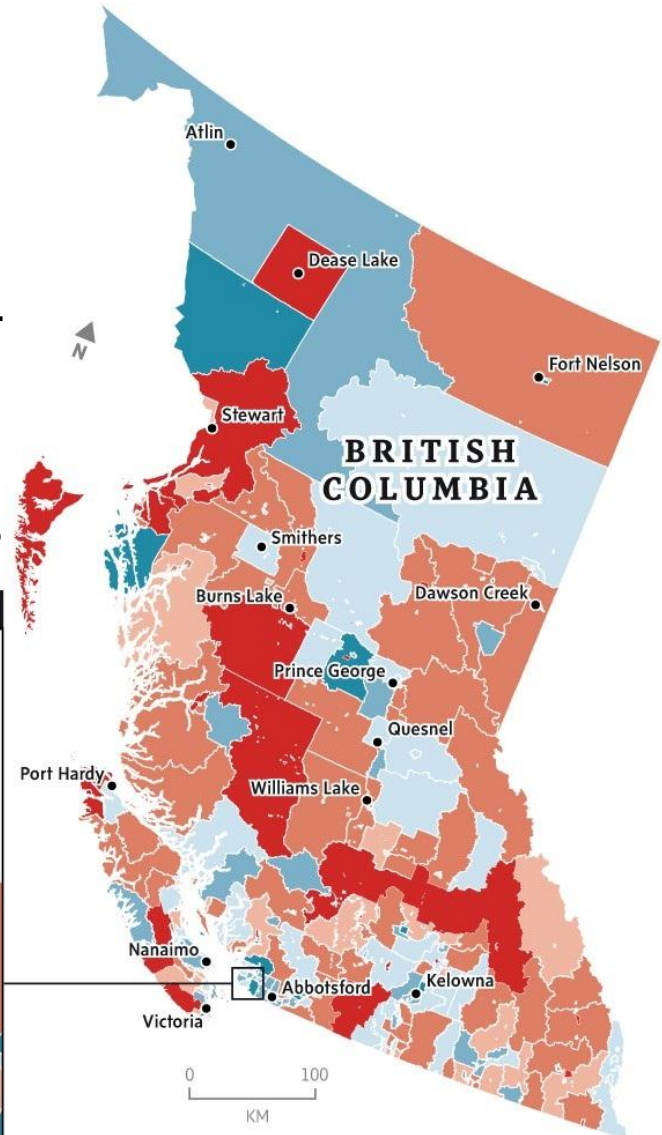 Atlin
Dease Lake
N
Fort Nelson
Stewart
BRITISH
COLUMBIA
Smithers
Burns Lake
Dawson Creek
Prince George
Quesnel
Port Hardy
Williams Lake
Nanaimo
Abbotsford
Kelowna
Victoria
0 100
KM